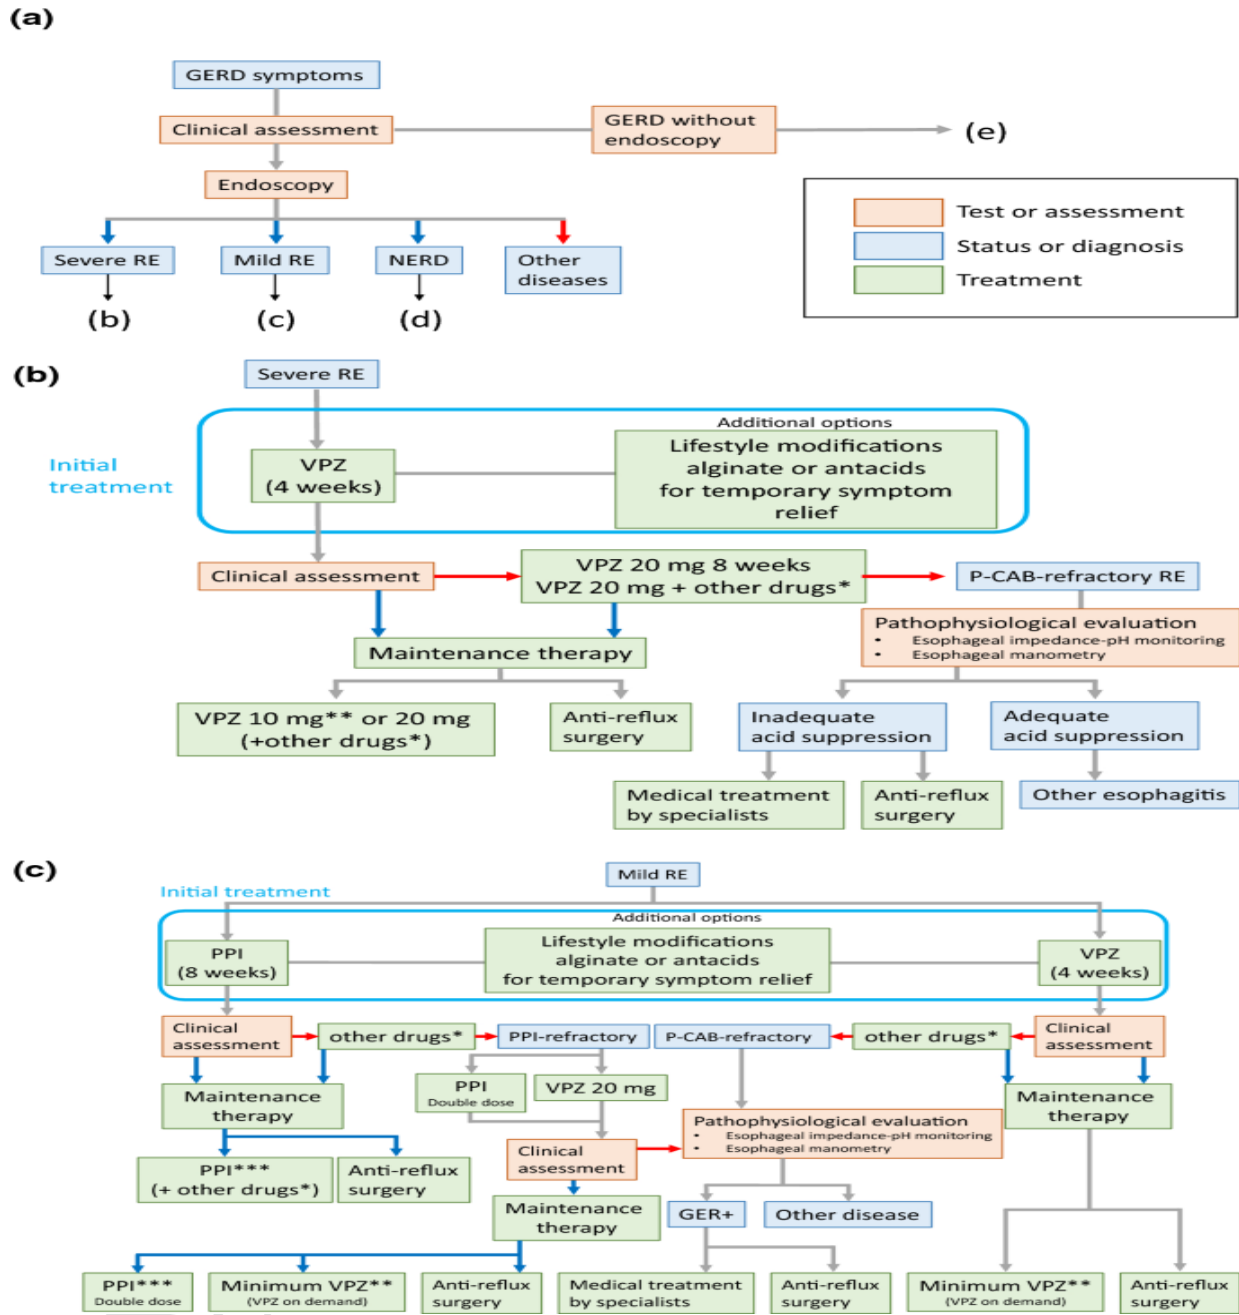 (a)
GERD symptoms
Clinical assessment
GERD without
endoscopy
(e)
Endoscopy
Test or assessment
Status or diagnosis
Treatment
Severe RE
Mild RE
NERD
Other
diseases
(b)
(c)
(d)
(b)
Severe RE
Initial
treatment
Additional options
VPZ
(4 weeks)
Lifestyle modifications
alginate or antacids
for temporary symptom
relief
Clinical assessment
VPZ 20 mg 8 weeks
VPZ 20 mg + other drugs*
P-CAB-refractory RE
Pathophysiological evaluation
• Esophageal impedance-pH monitoring
• Esophageal manometry
Maintenance therapy
VPZ 10 mg** or 20 mg
(+other drugs*)
Anti-reflux
surgery
Inadequate
acid suppression
Adequate
acid suppression
Medical treatment
by specialists
Anti-reflux
surgery
Other esophagitis
(c)
Mild RE
Initial treatment
Additional options
PPI
(8 weeks)
Lifestyle modifications
alginate or antacids
for temporary symptom relief
VPZ
(4 weeks)
Clinical
assessment
other drugs*
PPI-refractory
P-CAB-refractory
other drugs*
Clinical
assessment
Maintenance
therapy
PPI
Double dose
VPZ 20 mg
Maintenance
therapy
Pathophysiological evaluation
• Esophageal impedance-pH monitoring
• Esophageal manometry
Clinical
assessment
PPI***
(+ other drugs*)
Anti-reflux
surgery
Maintenance
therapy
GER+
Other disease
PPI***
Double dose
Minimum VPZ**
(VPZ on demand)
Anti-reflux
surgery
Medical treatment
by specialists
Anti-reflux
surgery
Minimum VPZ**
(VPZ on demand)
Anti-reflux
surgery